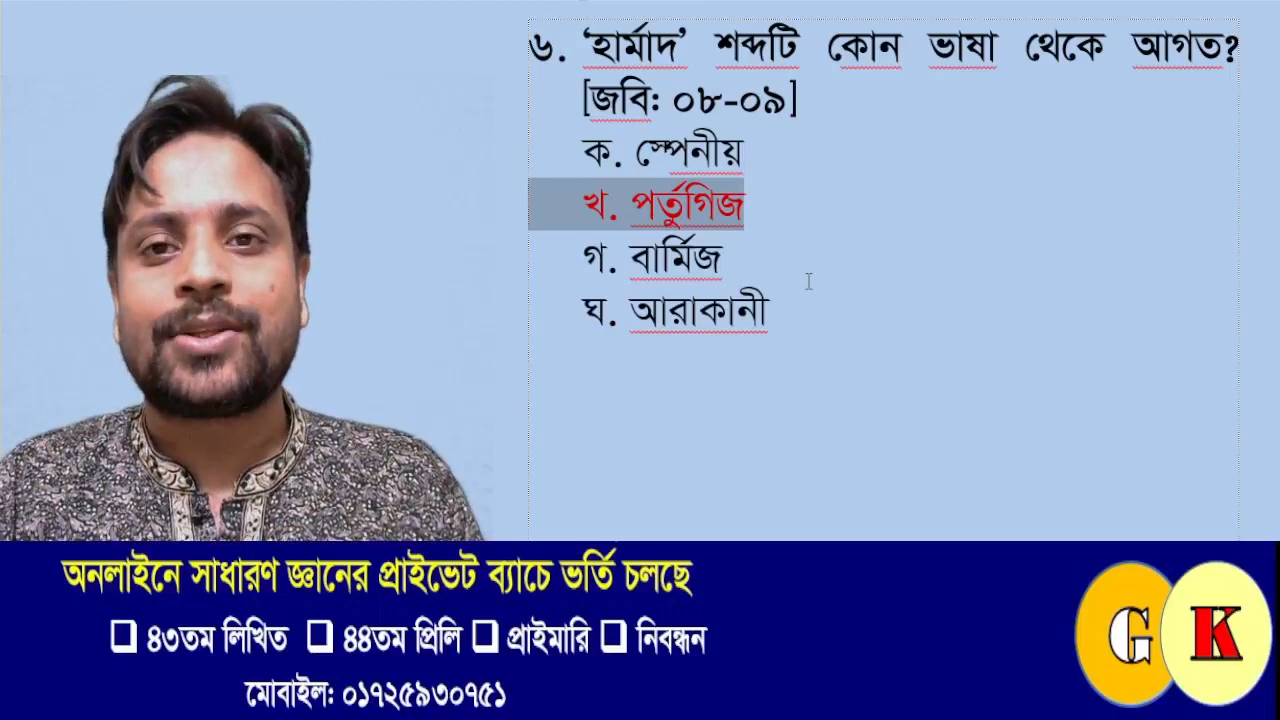 ৬. ‘হার্মাদ’ শব্দটি কোন ভাষা থেকে আগত?
[জবি: ০৮-০৯]
ক. স্পেনীয়
খ. পর্তুগিজ
গ. বার্মিজ
ঘ. আরাকানী
অনলাইনে সাধারণ জ্ঞানের প্রাইভেট ব্যাচে ভর্তি চলছে
❑ ৪৩তম লিখিত ❑ ৪৪তম প্রিলি ❑ প্রাইমারি ❑ নিবন্ধন
মোবাইল: ০১৭২৫৯৩০৭৫১
G K